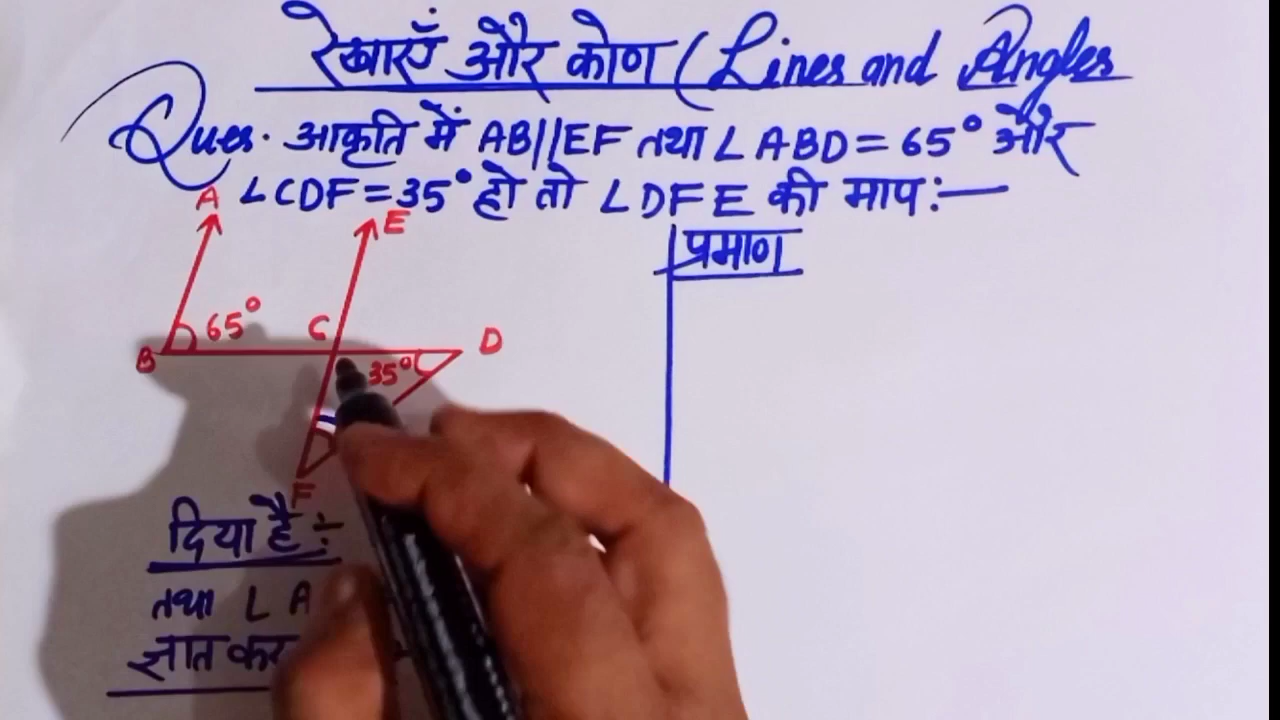 रेखाएँ और कोण (Lines and Angles
Ques. आकृति में AB||EF तथा ∠ABD = 65° और
∠CDF = 35° हो तो ∠DFE की माप :—
A
E
प्रमाण
65°
C
B
D
35°
F
दिया है :-
तथा ∠A
ज्ञात